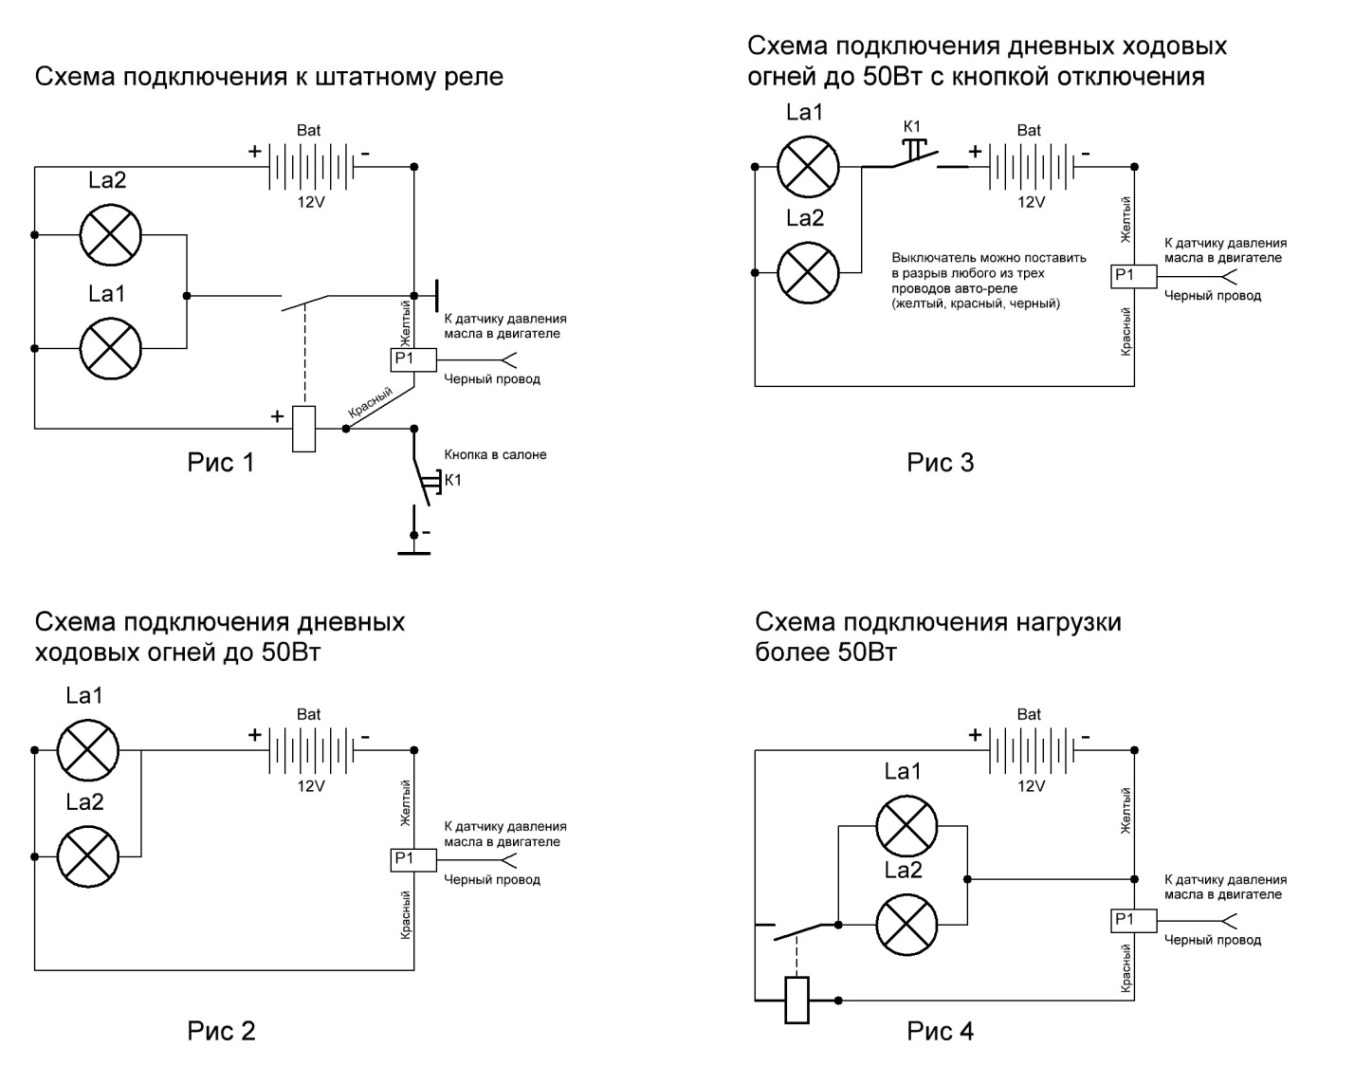 Схема подключения к штатному реле
Bat
+
-
12V
La2
La1
Желтый
К датчику давления
масла в двигателе
P1
Черный провод
Красный
+
Кнопка в салоне
К1
-
Рис 1
Схема подключения дневных ходовых
огней до 50Вт с кнопкой отключения
La1
К1
Bat
+
-
12V
La2
Желтый
Выключатель можно поставить
в разрыв любого из трех
проводов авто-реле
(желтый, красный, черный)
К датчику давления
масла в двигателе
P1
Черный провод
Красный
Рис 3
Схема подключения дневных
ходовых огней до 50Вт
La1
Bat
+
-
12V
La2
Желтый
К датчику давления
масла в двигателе
P1
Черный провод
Красный
Рис 2
Схема подключения нагрузки
более 50Вт
Bat
+
-
12V
La1
La2
Желтый
К датчику давления
масла в двигателе
P1
Черный провод
Красный
Рис 4